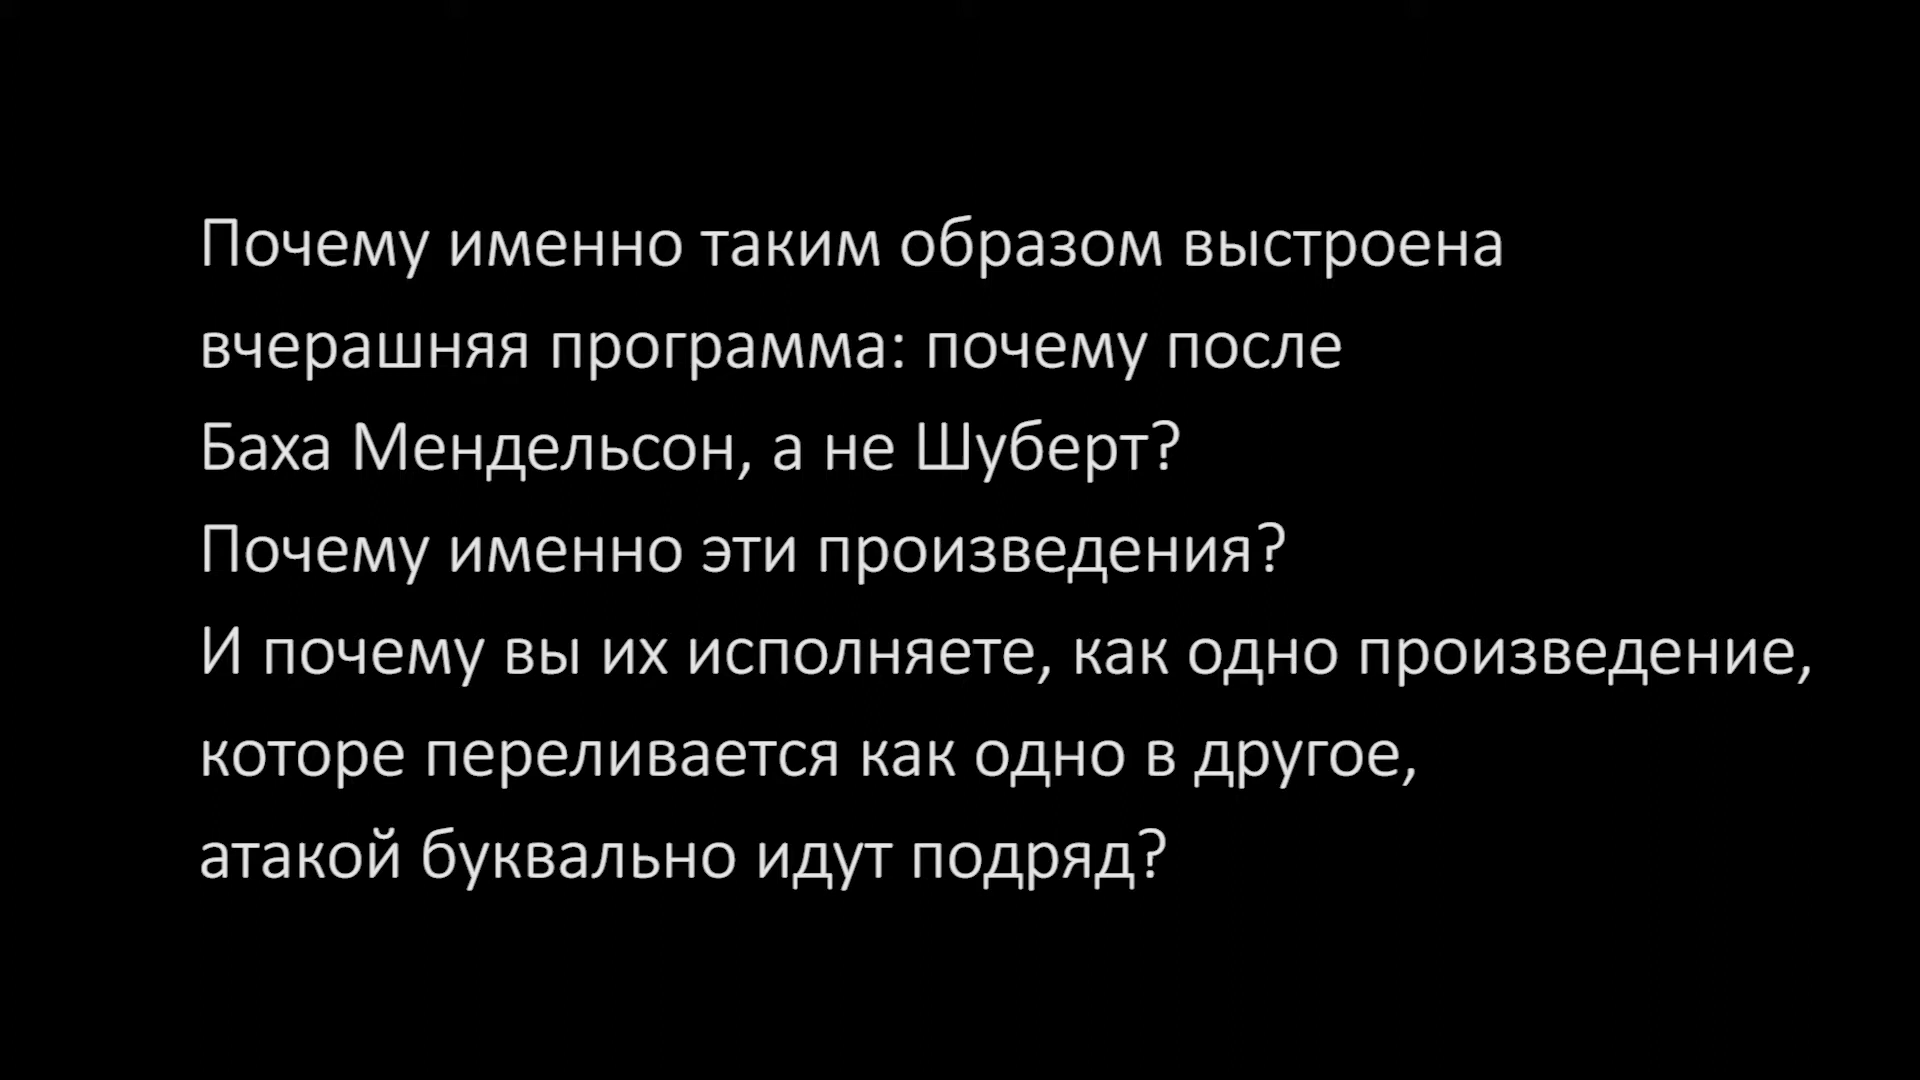 Почему именно таким образом выстроена
вчерашняя программа: почему после
Баха Мендельсон, а не Шуберт?
Почему именно эти произведения?
И почему вы их исполняете, как одно произведение,
которе переливается как одно в другое,
атакой буквально идут подряд?